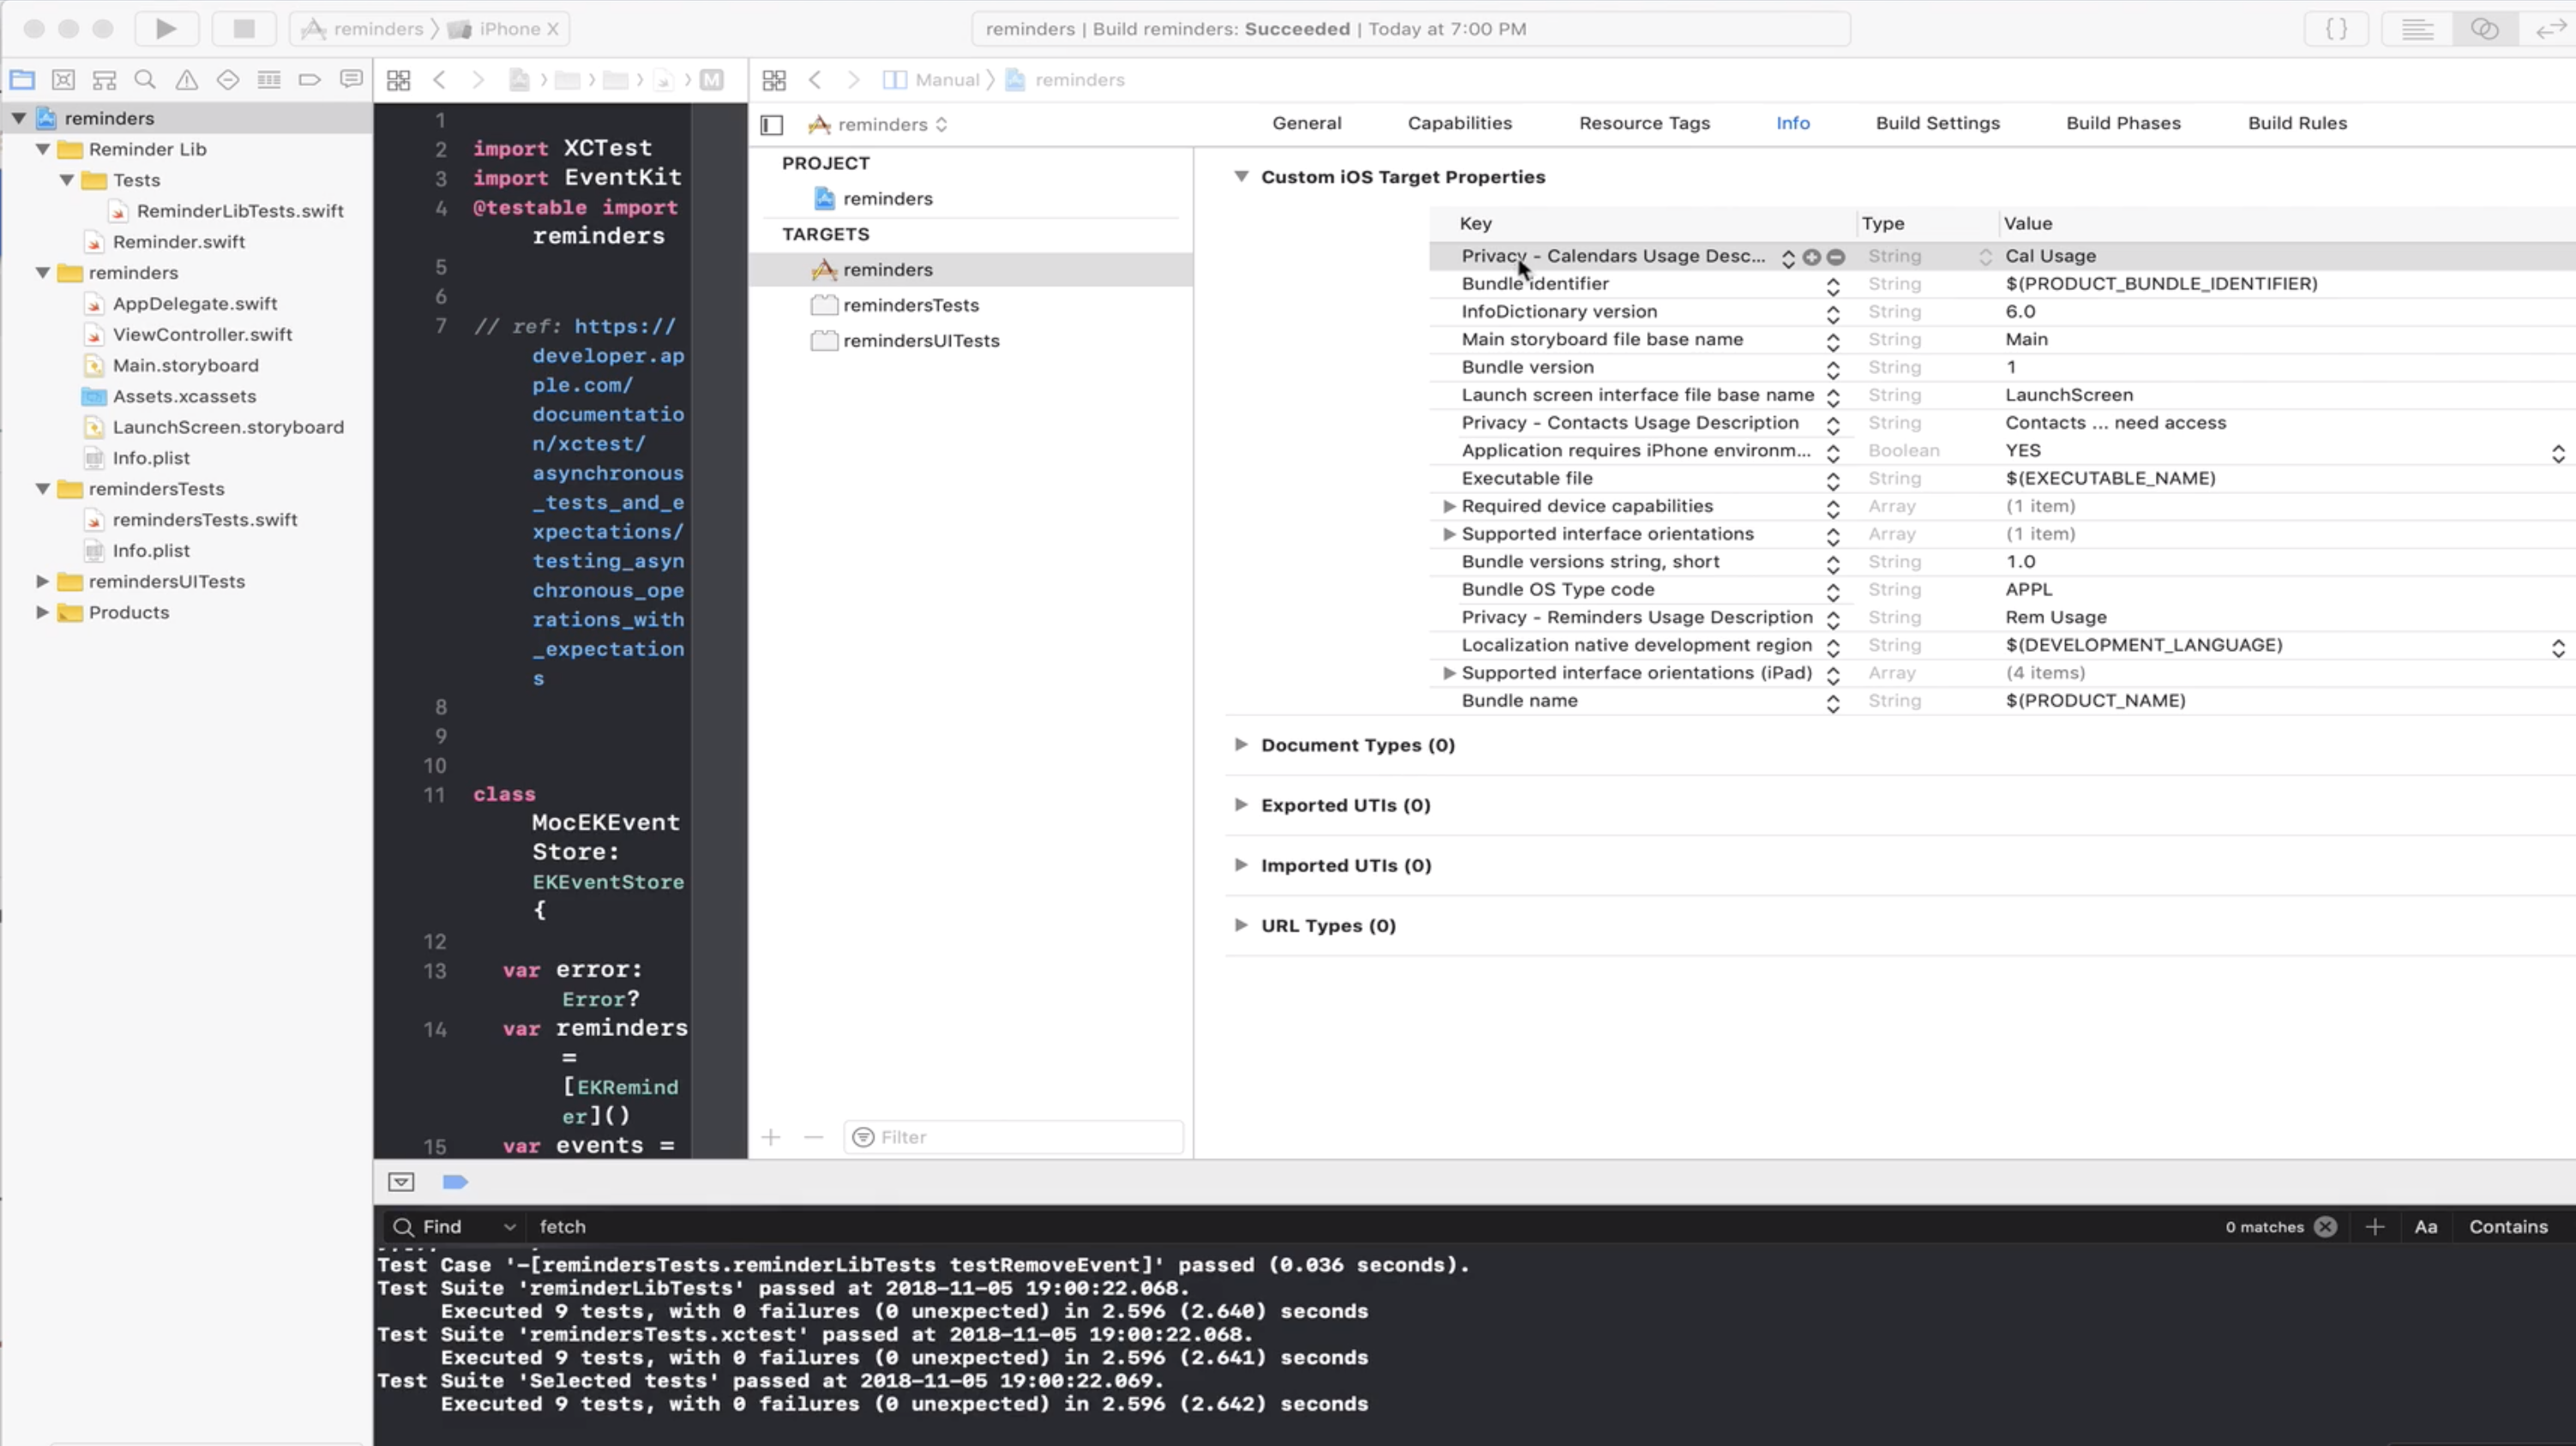 reminders
iPhone X
reminders | Build reminders: Succeeded | Today at 7:00 PM
{ }
M
Manual
reminders
reminders
Reminder Lib
Tests
ReminderLibTests.swift
Reminder.swift
reminders
AppDelegate.swift
ViewController.swift
Main.storyboard
Assets.xcassets
LaunchScreen.storyboard
Info.plist
remindersTests
remindersTests.swift
Info.plist
remindersUITests
Products
1
2 import XCTest
3 import EventKit
4 @testable import
reminders
5
6
7 // ref: https://
developer.ap
ple.com/
documentatio
n/xctest/
asynchronous
_tests_and_e
xpectations/
testing_asyn
chronous_ope
rations_with
_expectation
s
8
9
10
11 class
MocEKEvent
Store:
EKEventStore
{
12
13 var error:
Error?
14 var reminders
=
[EKRemind
er]()
15 var events =
reminders
General Capabilities Resource Tags Info Build Settings Build Phases Build Rules
PROJECT
reminders
TARGETS
reminders
remindersTests
remindersUITests
Filter
Custom iOS Target Properties
Key Type Value
Privacy - Calendars Usage Desc... String Cal Usage
Bundle identifier String $(PRODUCT_BUNDLE_IDENTIFIER)
InfoDictionary version String 6.0
Main storyboard file base name String Main
Bundle version String 1
Launch screen interface file base name String LaunchScreen
Privacy - Contacts Usage Description String Contacts ... need access
Application requires iPhone environm... Boolean YES
Executable file String $(EXECUTABLE_NAME)
Required device capabilities Array (1 item)
Supported interface orientations Array (1 item)
Bundle versions string, short String 1.0
Bundle OS Type code String APPL
Privacy - Reminders Usage Description String Rem Usage
Localization native development region String $(DEVELOPMENT_LANGUAGE)
Supported interface orientations (iPad) Array (4 items)
Bundle name String $(PRODUCT_NAME)
Document Types (0)
Exported UTIs (0)
Imported UTIs (0)
URL Types (0)
Find fetch 0 matches Aa Contains
Test Case '-[remindersTests.reminderLibTests testRemoveEvent]' passed (0.036 seconds).
Test Suite 'reminderLibTests' passed at 2018-11-05 19:00:22.068.
Executed 9 tests, with 0 failures (0 unexpected) in 2.596 (2.640) seconds
Test Suite 'remindersTests.xctest' passed at 2018-11-05 19:00:22.068.
Executed 9 tests, with 0 failures (0 unexpected) in 2.596 (2.641) seconds
Test Suite 'Selected tests' passed at 2018-11-05 19:00:22.069.
Executed 9 tests, with 0 failures (0 unexpected) in 2.596 (2.642) seconds